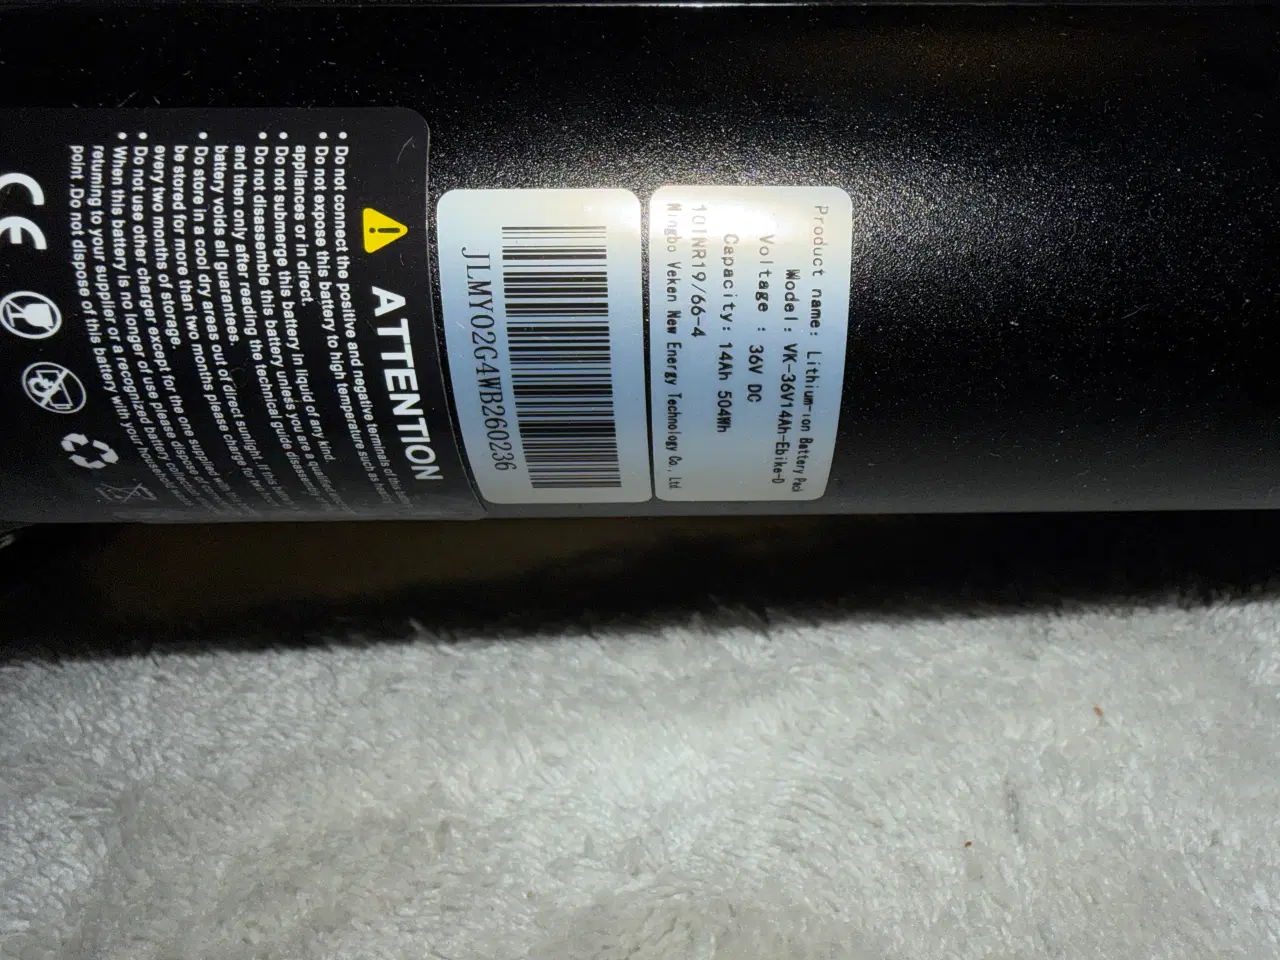 Product name: Lithium-ion Battery Pack
Model: VK-36V14Ah-Ebike-D
Voltage : 36V DC
Capacity: 14Ah 504Wh
10INR19/66-4
Ningbo Veken New Energy Technology Co., Ltd
JLMY02G4WB260236
ATTENTION
• Do not connect the positive and negative terminals of
• Do not expose this battery to high temperature such as
appliances or in direct
• Do not submerge this battery in liquid of any kind.
• Do not disassemble this battery unless you are a qualified
and then only after reading the technical guide
battery voids all guarantees.
• Do store in a cool dry areas out of direct sunlight. If this
be stored for more than two months please charge
every two months of storage.
• Do not use other charger except for the one supplied
• When this battery is no longer of use please dispose of
returning to your supplier or a recognized battery
point .Do not dispose of this battery with your household
CE